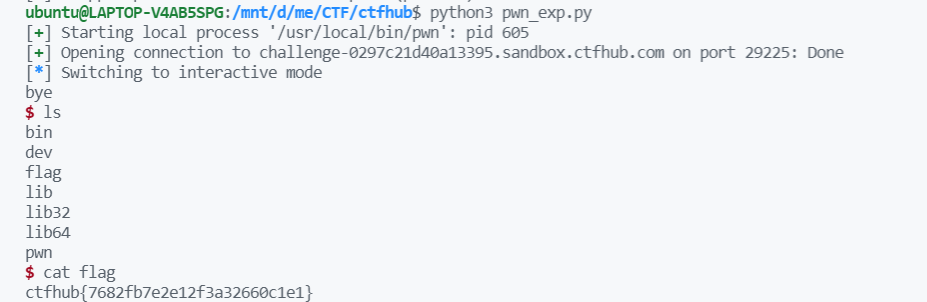 ubuntu@LAPTOP-V4AB5SPG:/mnt/d/me/CTF/ctfhub$ python3 pwn_exp.py
[+] Starting local process '/usr/local/bin/pwn': pid 605
[+] Opening connection to challenge-0297c21d40a13395.sandbox.ctfhub.com on port 29225: Done
[*] Switching to interactive mode
bye
$ ls
bin
dev
flag
lib
lib32
lib64
pwn
$ cat flag
ctfhub{7682fb7e2e12f3a32660c1e1}